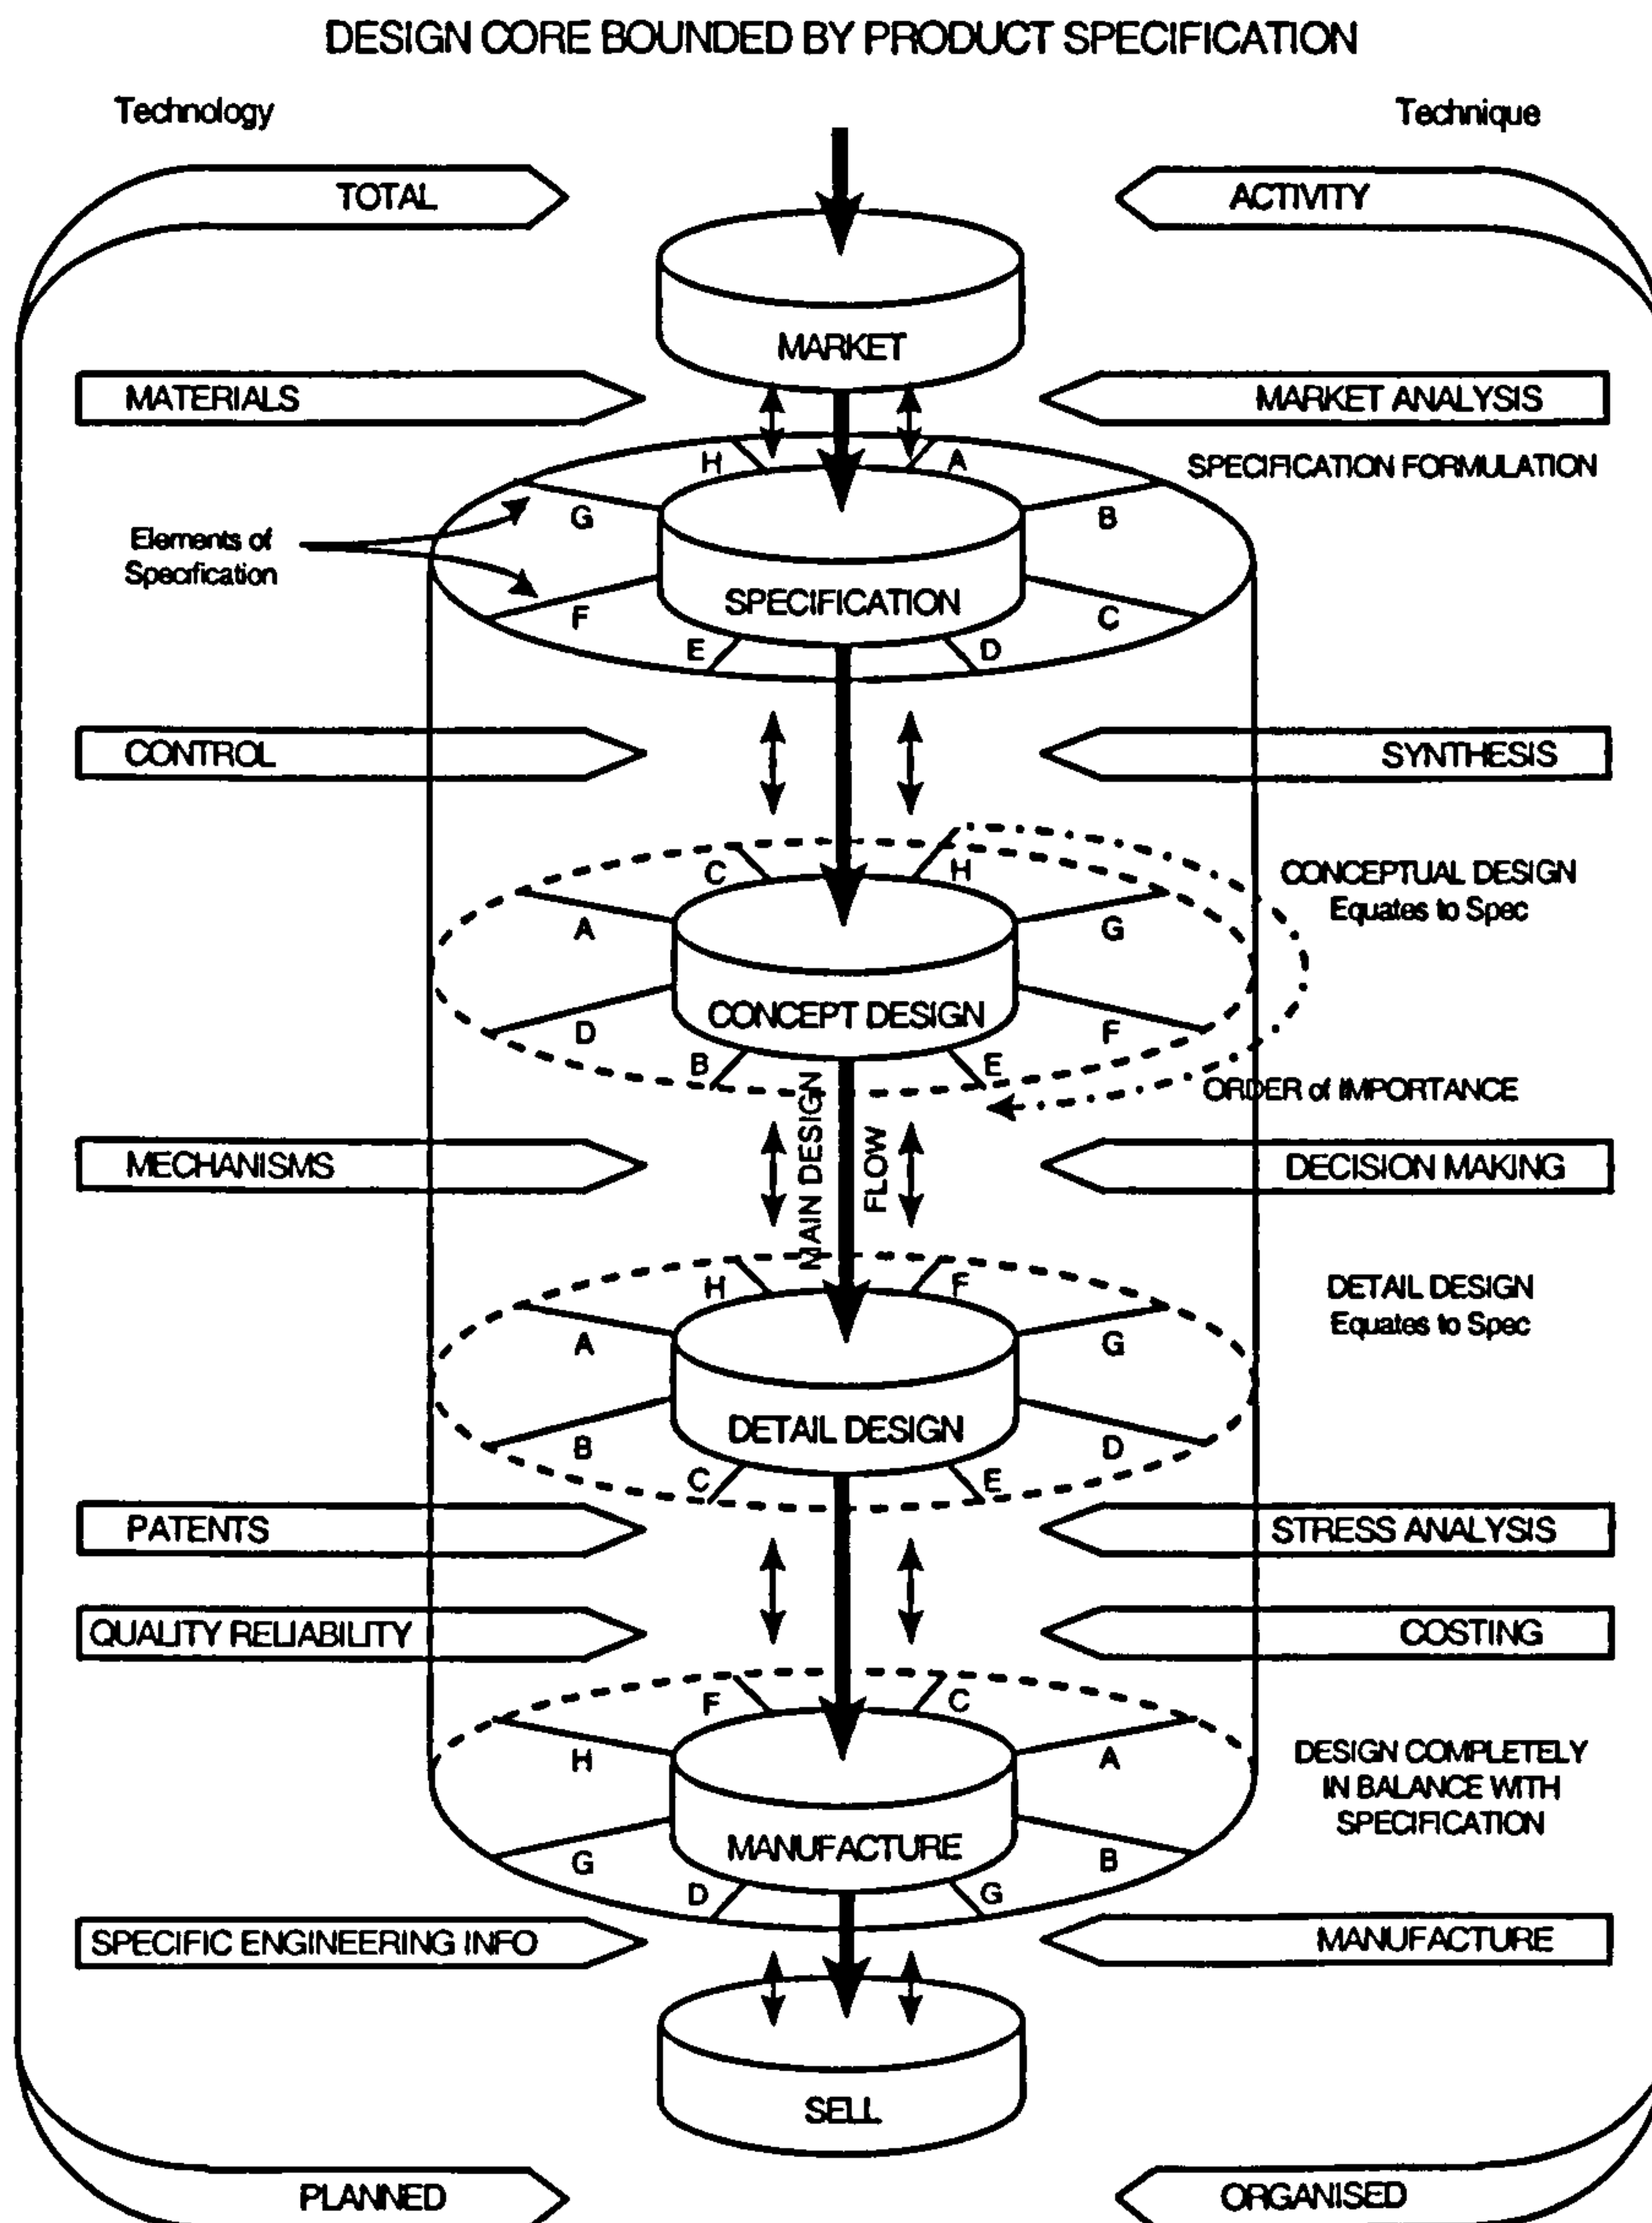 DESIGN CORE BOUNDED BY PRODUCT SPECIFICATION
Technology
Technique
TOTAL
ACTIVITY
MARKET
MATERIALS
MARKET ANALYSIS
H
A
SPECIFICATION FORMULATION
G
B
Elements of
Specification
SPECIFICATION
F
C
E
D
CONTROL
SYNTHESIS
C
H
CONCEPTUAL DESIGN
Equates to Spec
A
G
CONCEPT DESIGN
D
F
B
E
ORDER of IMPORTANCE
MAIN DESIGN
FLOW
MECHANISMS
DECISION MAKING
H
F
DETAIL DESIGN
Equates to Spec
A
G
DETAIL DESIGN
B
D
C
E
PATENTS
STRESS ANALYSIS
QUALITY RELIABILITY
COSTING
F
C
H
A
DESIGN COMPLETELY
IN BALANCE WITH
SPECIFICATION
MANUFACTURE
G
B
D
G
SPECIFIC ENGINEERING INFO
MANUFACTURE
SELL
PLANNED
ORGANISED